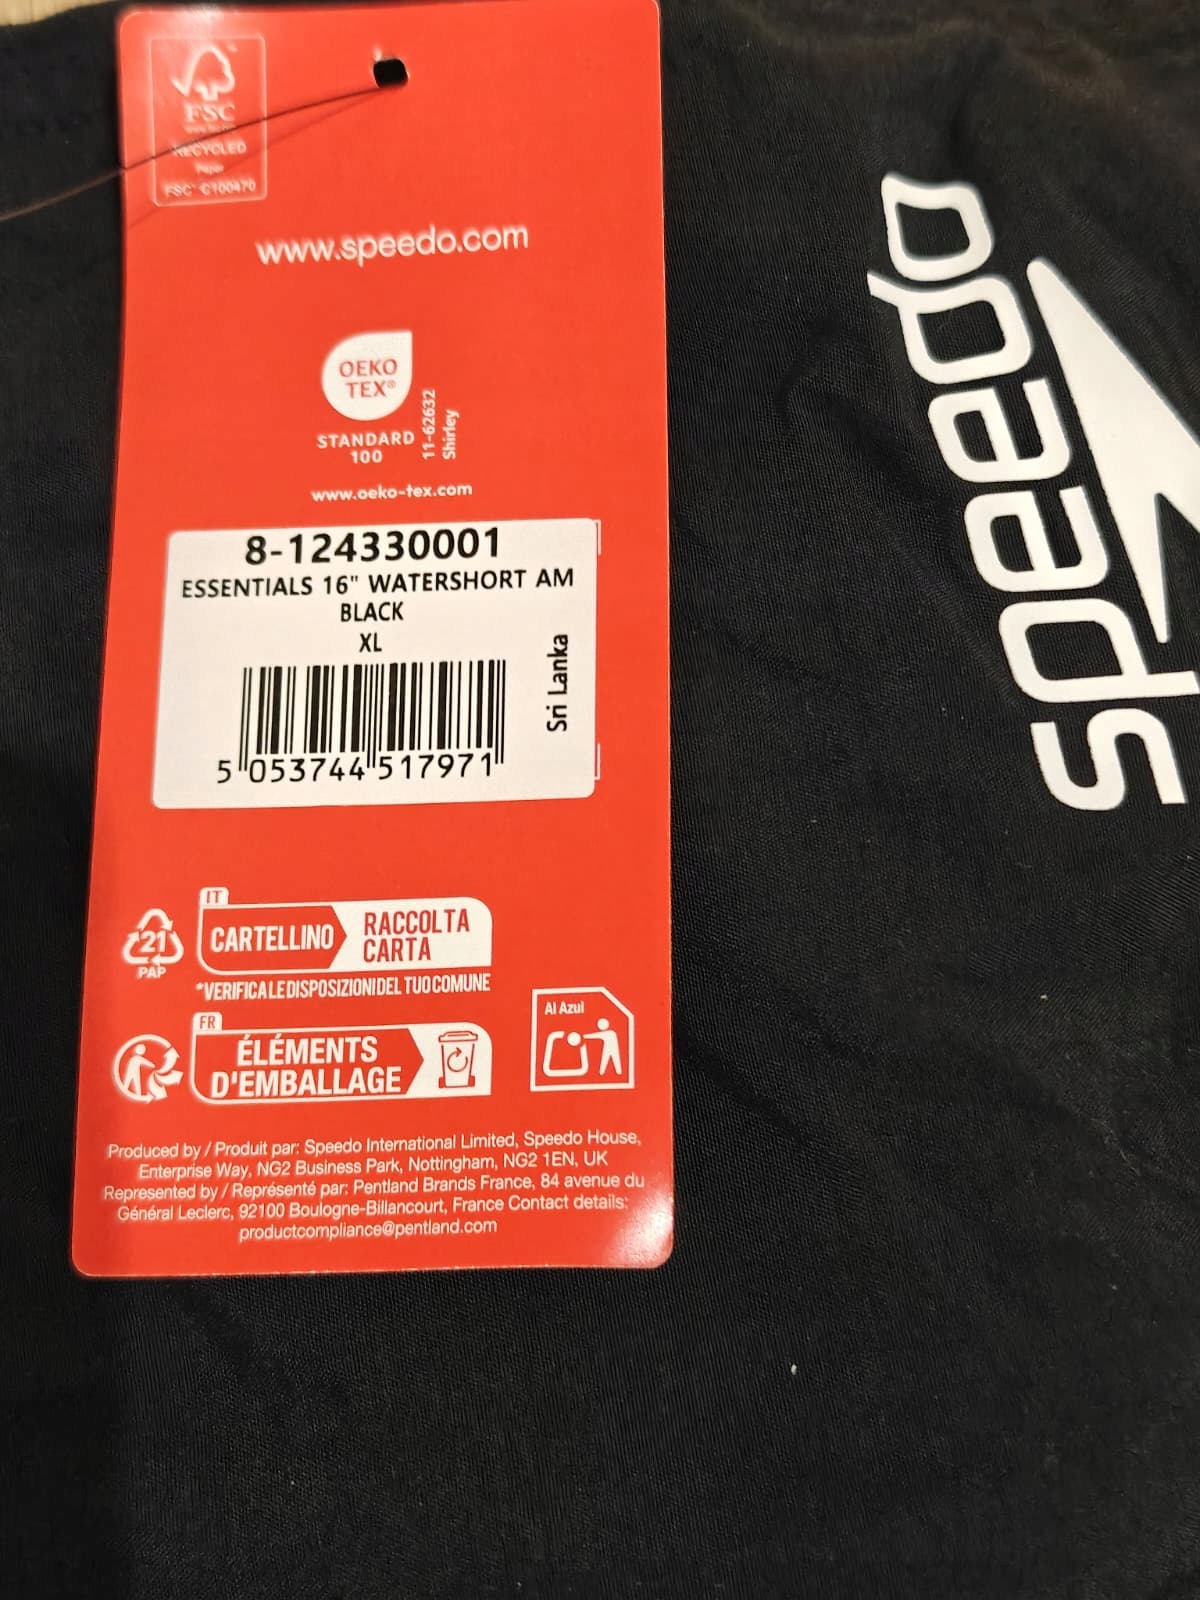 FSC
www.fsc.org
RECYCLED
Paper
FSC® C100470
www.speedo.com
OEKO
TEX®
STANDARD
100
11-62632
Shirley
www.oeko-tex.com
8-124330001
ESSENTIALS 16" WATERSHORT AM
BLACK
XL
Sri Lanka
5 053744 517971
IT
21
PAP
CARTELLINO
RACCOLTA
CARTA
*VERIFICA LE DISPOSIZIONI DEL TUO COMUNE
FR
ÉLÉMENTS
D'EMBALLAGE
Al Azul
Produced by / Produit par: Speedo International Limited, Speedo House,
Enterprise Way, NG2 Business Park, Nottingham, NG2 1EN, UK
Represented by / Représenté par: Pentland Brands France, 84 avenue du
Général Leclerc, 92100 Boulogne-Billancourt, France Contact details:
productcompliance@pentland.com
speedo